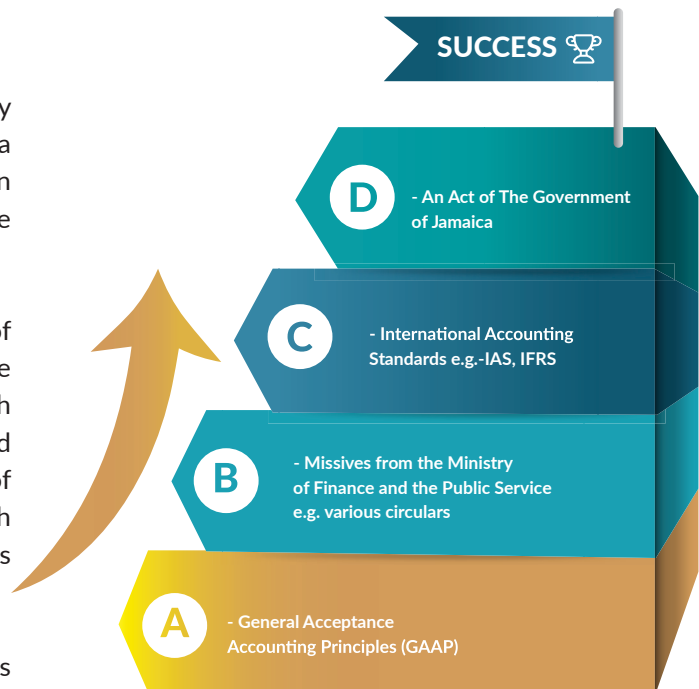 SUCCESS
D
- An Act of The Government
of Jamaica
C
- International Accounting
Standards e.g.-IAS, IFRS
B
- Missives from the Ministry
of Finance and the Public Service
e.g. various circulars
A
- General Acceptance
Accounting Principles (GAAP)